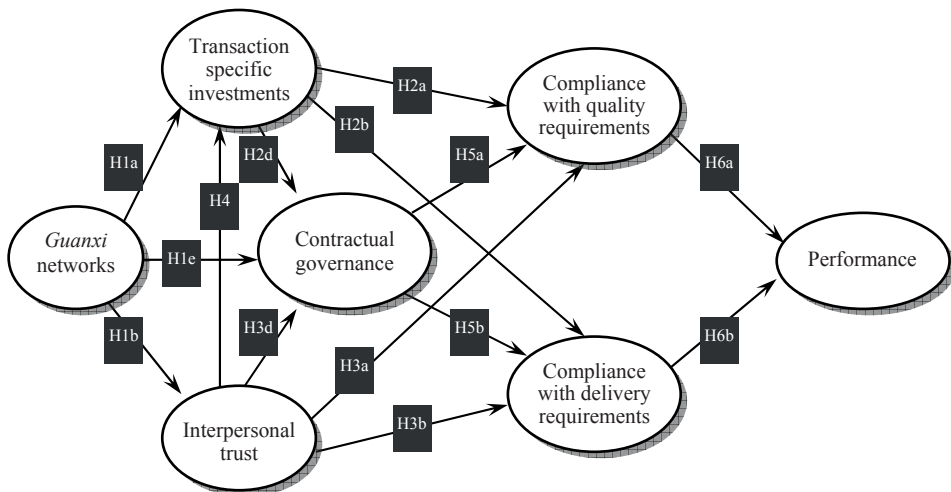 Transaction
specific
investments
H2a
Compliance
with quality
requirements
H2b
H1a
H2d
H5a
H6a
H4
Guanxi
networks
H1e
Contractual
governance
Performance
H1b
H3d
H5b
H6b
H3a
Compliance
with delivery
requirements
Interpersonal
trust
H3b